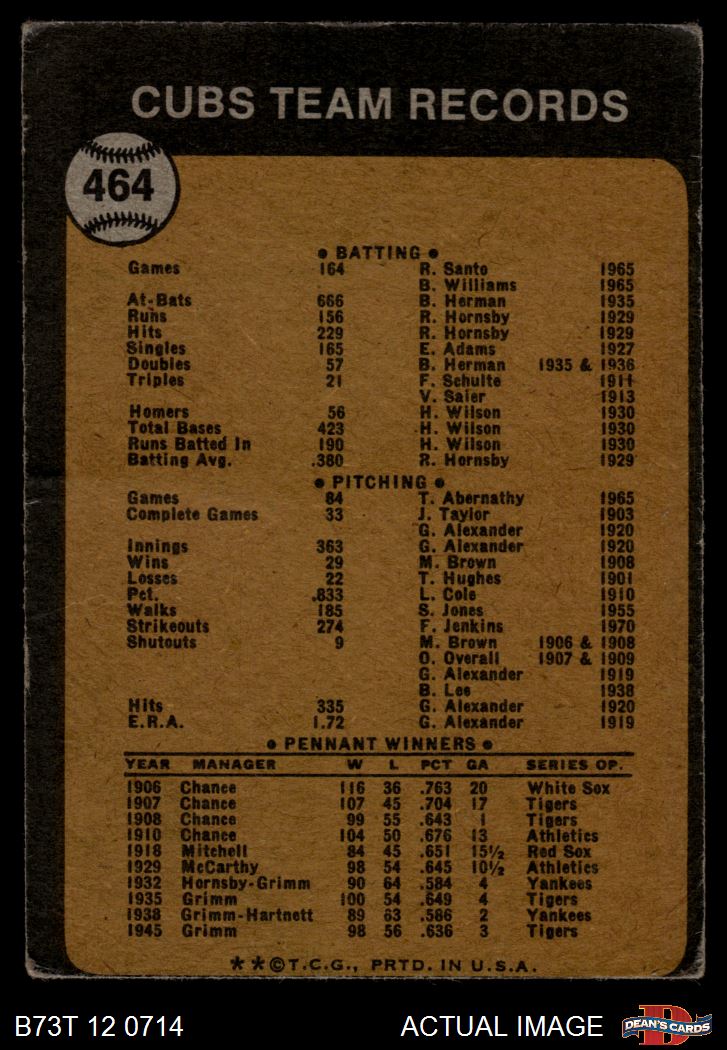 CUBS TEAM RECORDS
464
● BATTING ●
Games 164 R. Santo 1965
B. Williams 1965
At-Bats 666 B. Herman 1935
Runs 156 R. Hornsby 1929
Hits 229 R. Hornsby 1929
Singles 165 E. Adams 1927
Doubles 57 B. Herman 1935 & 1936
Triples 21 F. Schulte 1911
V. Saier 1913
Homers 56 H. Wilson 1930
Total Bases 423 H. Wilson 1930
Runs Batted In 190 H. Wilson 1930
Batting Avg. .380 R. Hornsby 1929
● PITCHING ●
Games 84 T. Abernathy 1965
Complete Games 33 J. Taylor 1903
G. Alexander 1920
Innings 363 G. Alexander 1920
Wins 29 M. Brown 1908
Losses 22 T. Hughes 1901
Pct. .833 L. Cole 1910
Walks 185 S. Jones 1955
Strikeouts 274 F. Jenkins 1970
Shutouts 9 M. Brown 1906 & 1908
O. Overall 1907 & 1909
G. Alexander 1919
B. Lee 1938
Hits 335 G. Alexander 1920
E.R.A. 1.72 G. Alexander 1919
● PENNANT WINNERS ●
YEAR MANAGER W L PCT GA SERIES OP.
1906 Chance 116 36 .763 20 White Sox
1907 Chance 107 45 .704 17 Tigers
1908 Chance 99 55 .643 1 Tigers
1910 Chance 104 50 .676 13 Athletics
1918 Mitchell 84 45 .651 15½ Red Sox
1929 McCarthy 98 54 .645 10½ Athletics
1932 Hornsby-Grimm 90 64 .584 4 Yankees
1935 Grimm 100 54 .649 4 Tigers
1938 Grimm-Hartnett 89 63 .586 2 Yankees
1945 Grimm 98 56 .636 3 Tigers
**©T.C.G., PRTD. IN U.S.A.
B73T 12 0714 ACTUAL IMAGE D DEAN'S CARDS